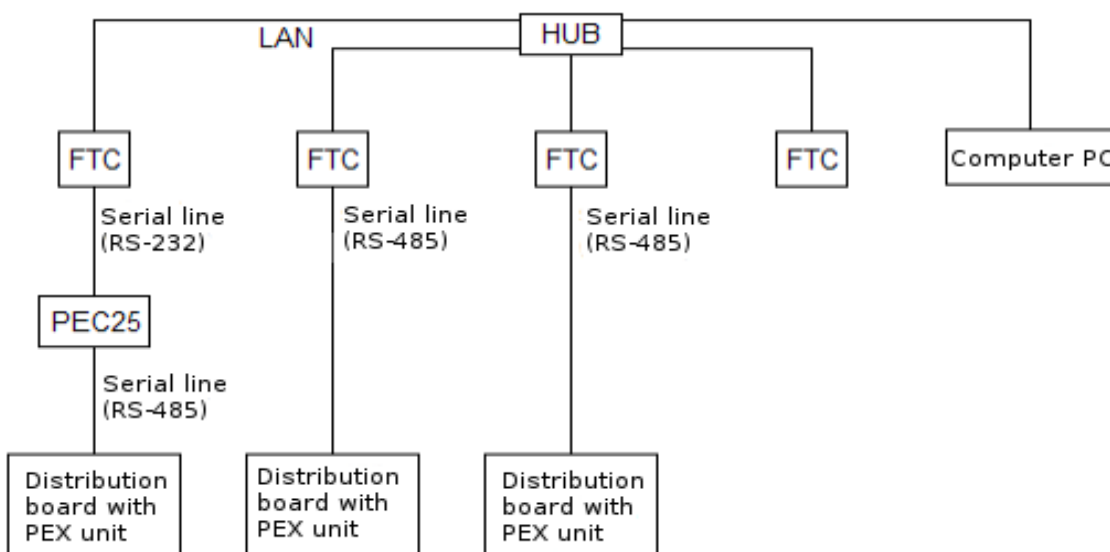 HUB
LAN
FTC
FTC
FTC
FTC
Computer PC
Serial line
(RS-232)
Serial line
(RS-485)
Serial line
(RS-485)
PEC25
Serial line
(RS-485)
Distribution
board with
PEX unit
Distribution
board with
PEX unit
Distribution
board with
PEX unit